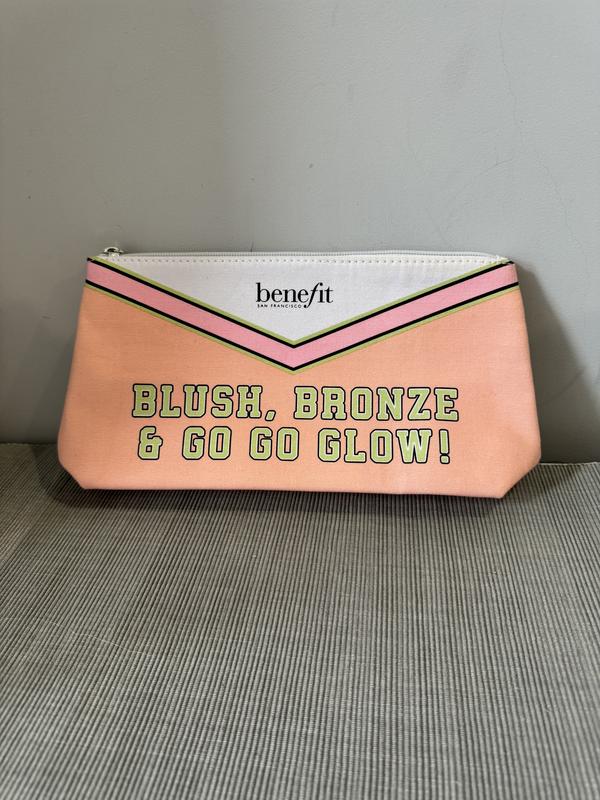 benefit
SAN FRANCISCO
BLUSH, BRONZE
& GO GO GLOW!